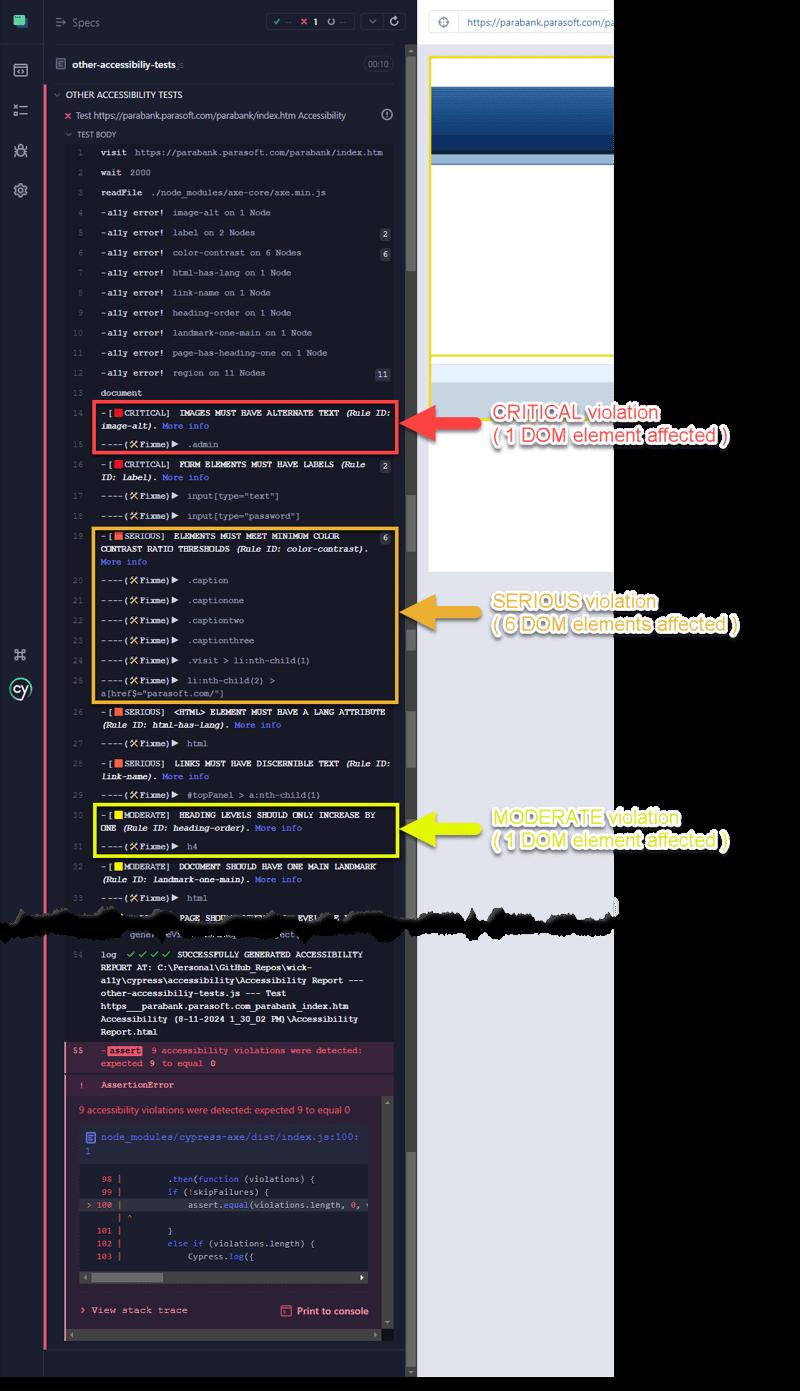 Specs
✓ -- ✕ 1 --
https://parabank.parasoft.com/pa
other-accessibiliy-tests.js 00:10
OTHER ACCESSIBILITY TESTS
Test https://parabank.parasoft.com/parabank/index.htm Accessibility
TEST BODY
1 visit https://parabank.parasoft.com/parabank/index.htm
2 wait 2000
3 readFile ./node_modules/axe-core/axe.min.js
4 -a11y error! image-alt on 1 Node
5 -a11y error! label on 2 Nodes 2
6 -a11y error! color-contrast on 6 Nodes 6
7 -a11y error! html-has-lang on 1 Node
8 -a11y error! link-name on 1 Node
9 -a11y error! heading-order on 1 Node
10 -a11y error! landmark-one-main on 1 Node
11 -a11y error! page-has-heading-one on 1 Node
12 -a11y error! region on 11 Nodes 11
13 document
14 -[🟥CRITICAL] IMAGES MUST HAVE ALTERNATE TEXT (Rule ID:
image-alt). More info
15 ----(🛠Fixme)▶ .admin
CRITICAL violation
( 1 DOM element affected )
16 -[🟥CRITICAL] FORM ELEMENTS MUST HAVE LABELS (Rule 2
ID: label). More info
17 ----(🛠Fixme)▶ input[type="text"]
18 ----(🛠Fixme)▶ input[type="password"]
19 -[🟧SERIOUS] ELEMENTS MUST MEET MINIMUM COLOR 6
CONTRAST RATIO THRESHOLDS (Rule ID: color-contrast).
More info
20 ----(🛠Fixme)▶ .caption
21 ----(🛠Fixme)▶ .captionone
22 ----(🛠Fixme)▶ .captiontwo
23 ----(🛠Fixme)▶ .captionthree
24 ----(🛠Fixme)▶ .visit > li:nth-child(1)
25 ----(🛠Fixme)▶ li:nth-child(2) >
a[href$="parasoft.com/"]
SERIOUS violation
( 6 DOM elements affected )
26 -[🟧SERIOUS] <HTML> ELEMENT MUST HAVE A LANG ATTRIBUTE
(Rule ID: html-has-lang). More info
27 ----(🛠Fixme)▶ html
28 -[🟧SERIOUS] LINKS MUST HAVE DISCERNIBLE TEXT (Rule ID:
link-name). More info
29 ----(🛠Fixme)▶ #topPanel > a:nth-child(1)
30 -[🟨MODERATE] HEADING LEVELS SHOULD ONLY INCREASE BY
ONE (Rule ID: heading-order). More info
31 ----(🛠Fixme)▶ h4
MODERATE violation
( 1 DOM element affected )
32 -[🟨MODERATE] DOCUMENT SHOULD HAVE ONE MAIN LANDMARK
(Rule ID: landmark-one-main). More info
33 ----(🛠Fixme)▶ html
PAGE
54 log ✓ ✓ ✓ ✓ SUCCESSFULLY GENERATED ACCESSIBILITY
REPORT AT: C:\Personal\GitHub_Repos\wick-
a11y\cypress\accessibility\Accessibility Report ---
other-accessibiliy-tests.js --- Test
https___parabank.parasoft.com_parabank_index.htm
Accessibility (8-11-2024 1_30_02 PM)\Accessibility
Report.html
55 -assert 9 accessibility violations were detected:
expected 9 to equal 0
! AssertionError
9 accessibility violations were detected: expected 9 to equal 0
node_modules/cypress-axe/dist/index.js:100:
1
98 | .then(function (violations) {
99 | if (!skipFailures) {
> 100 | assert.equal(violations.length, 0,
| ^
101 | }
102 | else if (violations.length) {
103 | Cypress.log({
> View stack trace Print to console
cy